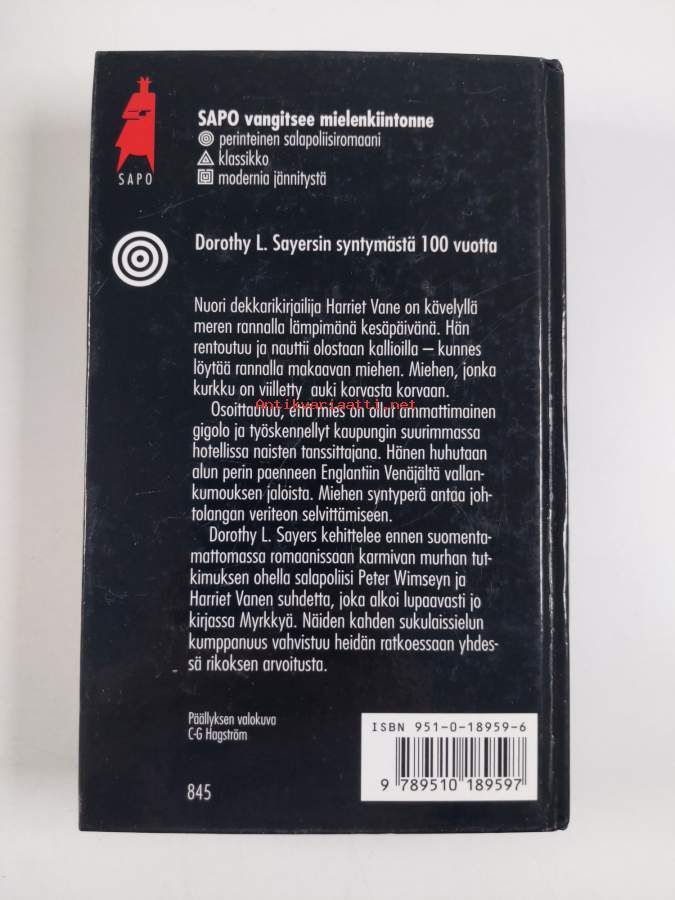 SAPO vangitsee mielenkiintonne
perinteinen salapoliisiromaani
klassikko
modernia jännitystä
SAPO
Dorothy L. Sayersin syntymästä 100 vuotta
Nuori dekkarikirjailija Harriet Vane on kävelyllä
meren rannalla lämpimänä kesäpäivänä. Hän
rentoutuu ja nauttii olostaan kallioilla – kunnes
löytää rannalla makaavan miehen. Miehen, jonka
kurkku on viilletty auki korvasta korvaan.
Antikvariaatti.net
Osoittautuu, että mies on ollut ammattimainen
gigolo ja työskennellyt kaupungin suurimmassa
hotellissa naisten tanssittajana. Hänen huhutaan
alun perin paenneen Englantiin Venäjältä vallan-
kumouksen jaloista. Miehen syntyperä antaa joh-
tolangan veriteon selvittämiseen.
Dorothy L. Sayers kehittelee ennen suomenta-
mattomassa romaanissaan karmivan murhan tut-
kimuksen ohella salapoliisi Peter Wimseyn ja
Harriet Vanen suhdetta, joka alkoi lupaavasti jo
kirjassa Myrkkyä. Näiden kahden sukulaissielun
kumppanuus vahvistuu heidän ratkoessaan yhdes-
sä rikoksen arvoitusta.
Päällyksen valokuva
C-G Hagström
845
ISBN 951-0-18959-6
9 789510 189597